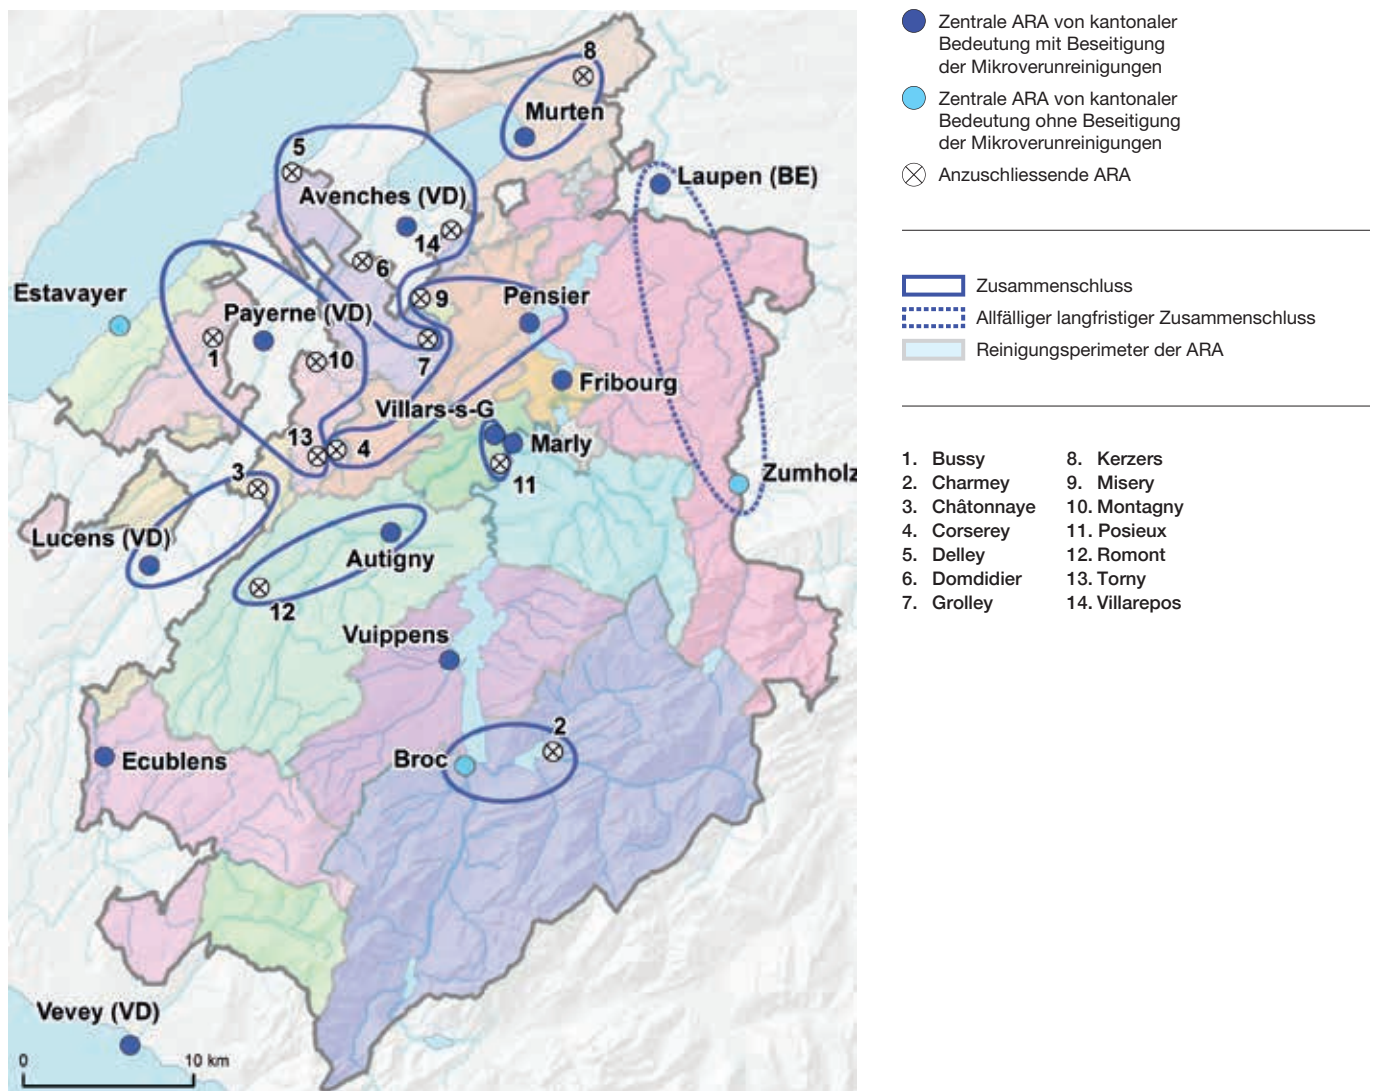 8
Murten
5
Laupen (BE)
Avenches (VD)
14
6
Estavayer
9
Pensier
Payerne (VD)
1
10
7
Fribourg
Villars-s-G
13
4
Marly
3
11
Zumholz
Lucens (VD)
Autigny
12
Vuippens
2
Broc
Ecublens
Vevey (VD)
0 10 km
Zentrale ARA von kantonaler
Bedeutung mit Beseitigung
der Mikroverunreinigungen
Zentrale ARA von kantonaler
Bedeutung ohne Beseitigung
der Mikroverunreinigungen
Anzuschliessende ARA
Zusammenschluss
Allfälliger langfristiger Zusammenschluss
Reinigungsperimeter der ARA
1. Bussy
2. Charmey
3. Châtonnaye
4. Corserey
5. Delley
6. Domdidier
7. Grolley
8. Kerzers
9. Misery
10. Montagny
11. Posieux
12. Romont
13. Torny
14. Villarepos